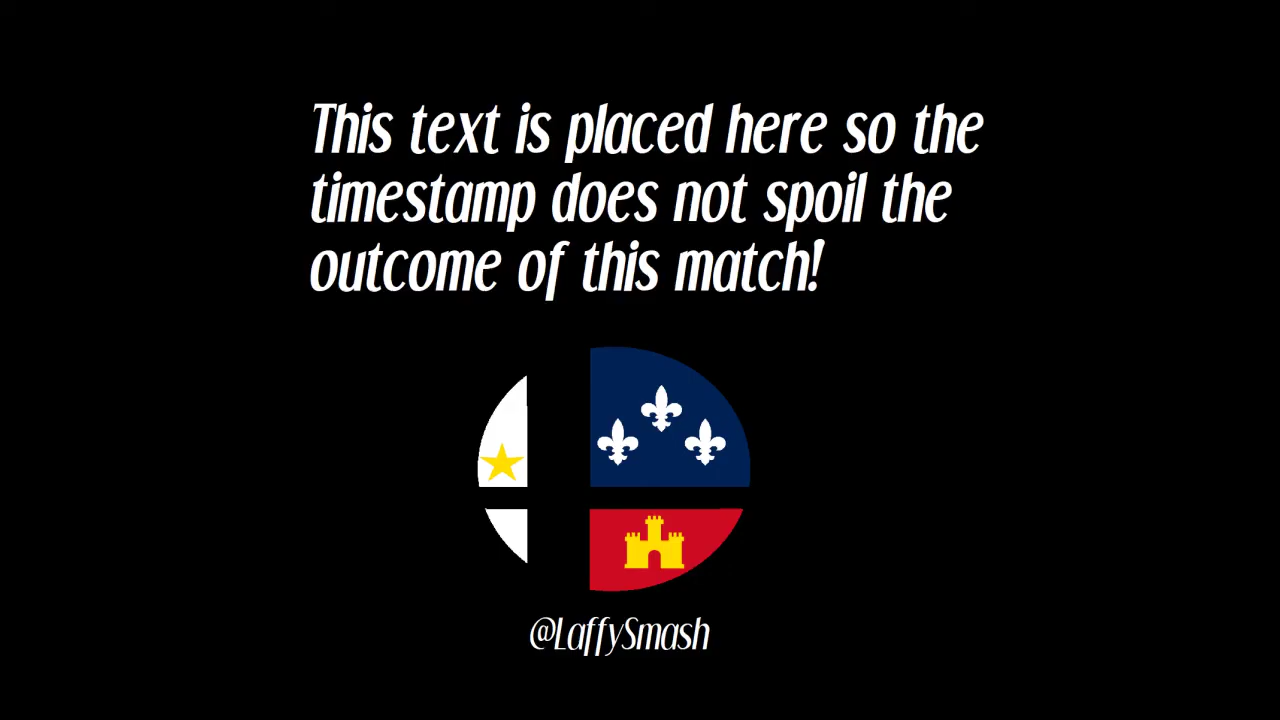 This text is placed here so the
timestamp does not spoil the
outcome of this match!
@LaffySmash